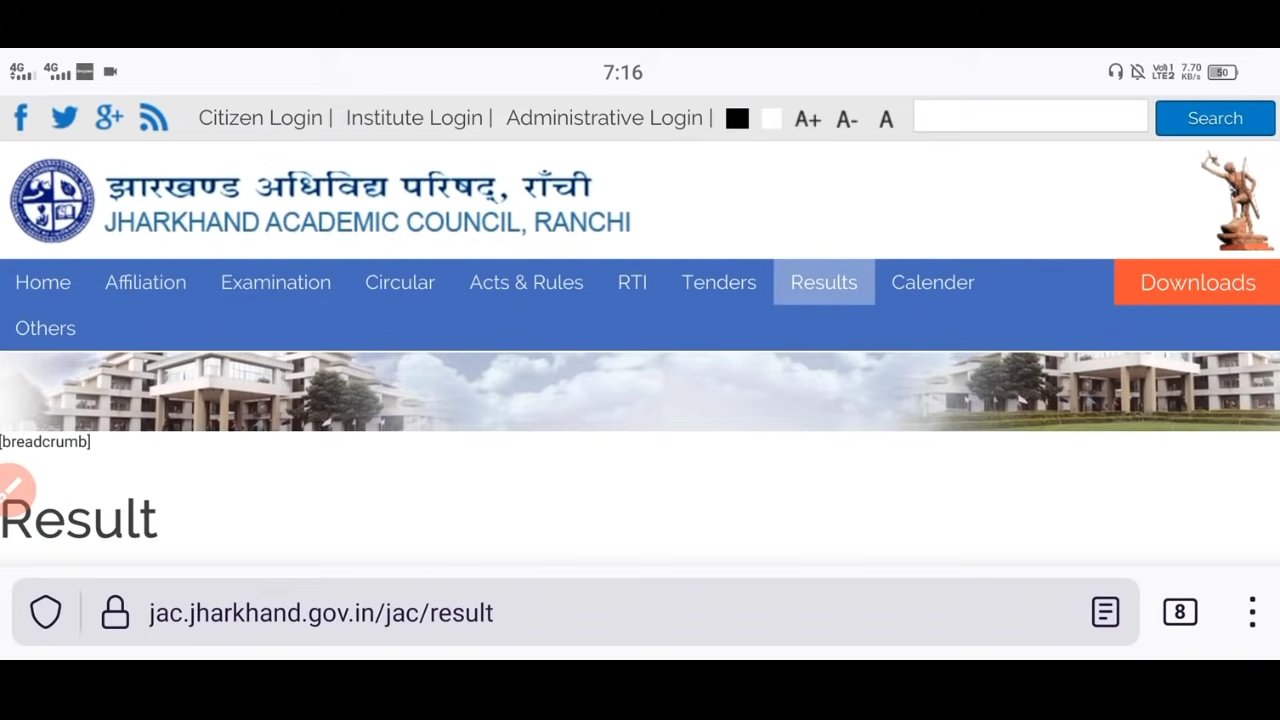 4G 4G 7:16 Vo) 1 LTE2 7.70 KB/s 50
Citizen Login | Institute Login | Administrative Login | A+ A- A Search
झारखण्ड अधिविद्य परिषद्, राँची
JHARKHAND ACADEMIC COUNCIL, RANCHI
Home Affiliation Examination Circular Acts & Rules RTI Tenders Results Calender Downloads
Others
[breadcrumb]
Result
jac.jharkhand.gov.in/jac/result 8